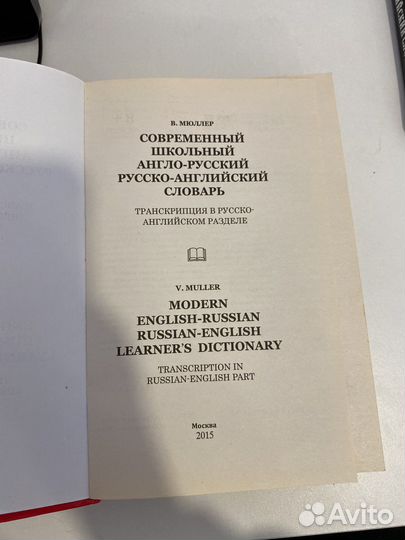 В. МЮЛЛЕР
СОВРЕМЕННЫЙ
ШКОЛЬНЫЙ
АНГЛО-РУССКИЙ
РУССКО-АНГЛИЙСКИЙ
СЛОВАРЬ
ТРАНСКРИПЦИЯ В РУССКО-
АНГЛИЙСКОМ РАЗДЕЛЕ
V. MULLER
MODERN
ENGLISH-RUSSIAN
RUSSIAN-ENGLISH
LEARNER'S DICTIONARY
TRANSCRIPTION IN
RUSSIAN-ENGLISH PART
Москва
2015
Avito